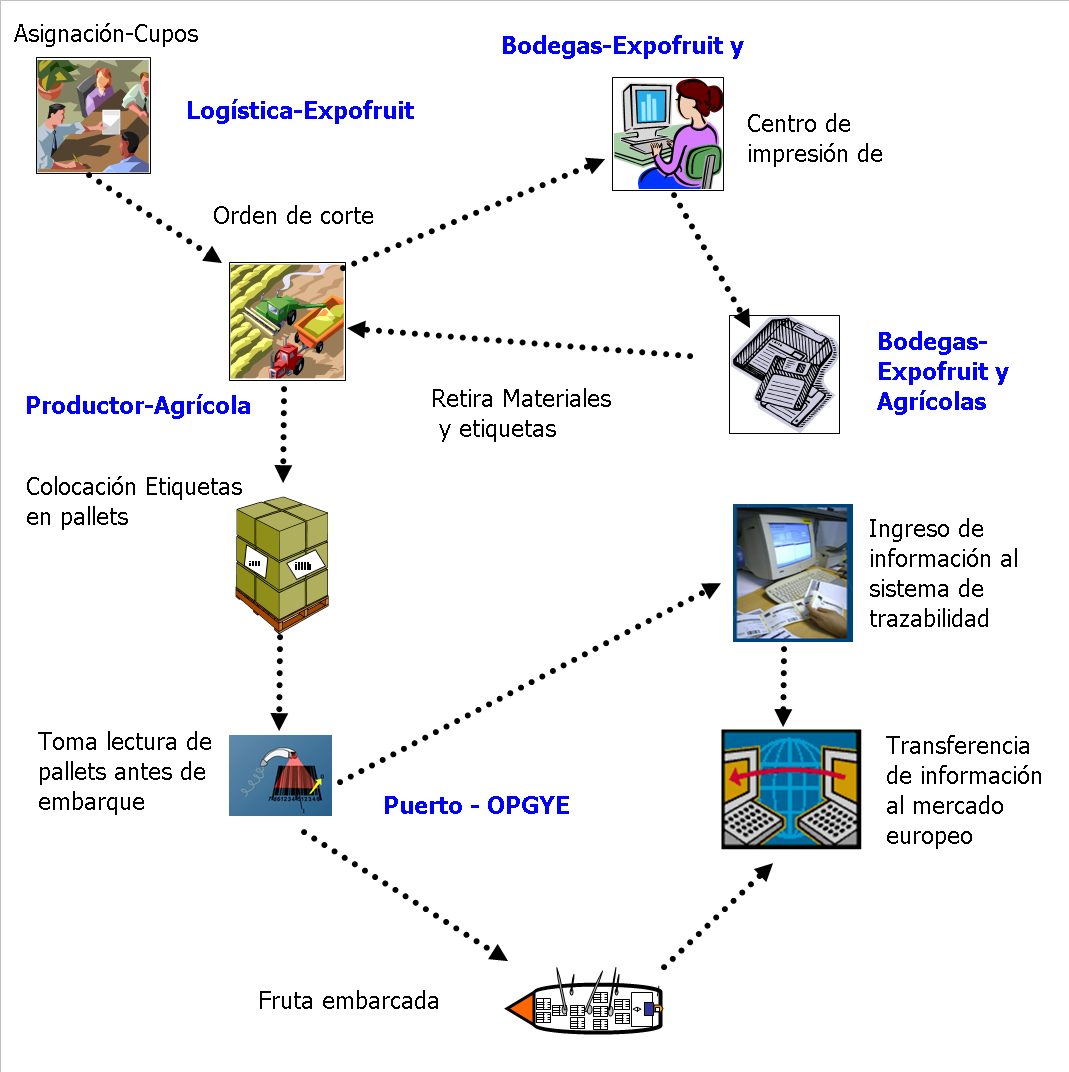 Asignación-Cupos
Bodegas-Expofruit y
Logística-Expofruit
Centro de
impresión de
Orden de corte
Bodegas-
Expofruit y
Agrícolas
Productor-Agrícola
Retira Materiales
y etiquetas
Colocación Etiquetas
en pallets
Ingreso de
información al
sistema de
trazabilidad
Toma lectura de
pallets antes de
embarque
Puerto - OPGYE
Transferencia
de información
al mercado
europeo
Fruta embarcada